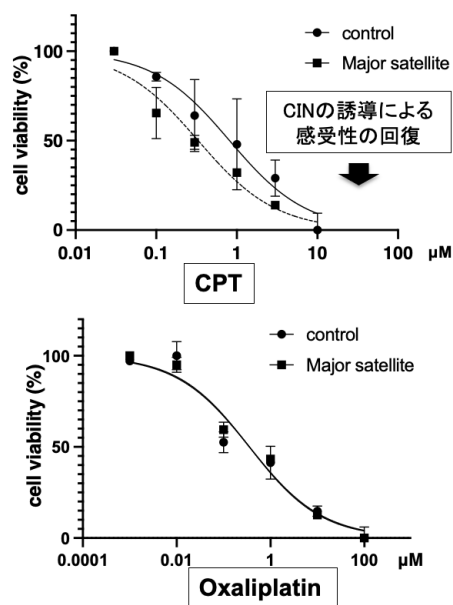 control
Major satellite
cell viability (%)
100
50
0
CINの誘導による
感受性の回復
0.01 0.1 1 10 100 μM
CPT
control
Major satellite
cell viability (%)
100
50
0
0.0001 0.01 1 100 μM
Oxaliplatin